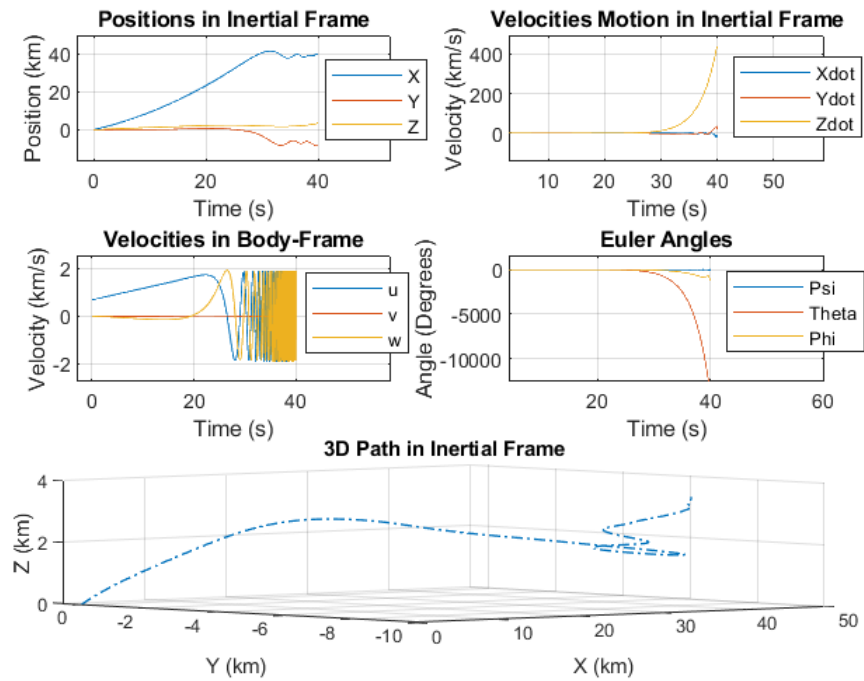 Positions in Inertial Frame
Position (km)
40
20
0
0
20
40
Time (s)
X
Y
Z
Velocities Motion in Inertial Frame
Velocity (km/s)
400
200
0
10
20
30
40
50
Time (s)
Xdot
Ydot
Zdot
Velocities in Body-Frame
Velocity (km/s)
2
0
-2
0
20
40
Time (s)
u
v
w
Euler Angles
Angle (Degrees)
0
-5000
-10000
20
40
60
Time (s)
Psi
Theta
Phi
3D Path in Inertial Frame
Z (km)
4
2
0
0
-2
-4
-6
-8
-10
Y (km)
0
10
20
30
40
50
X (km)